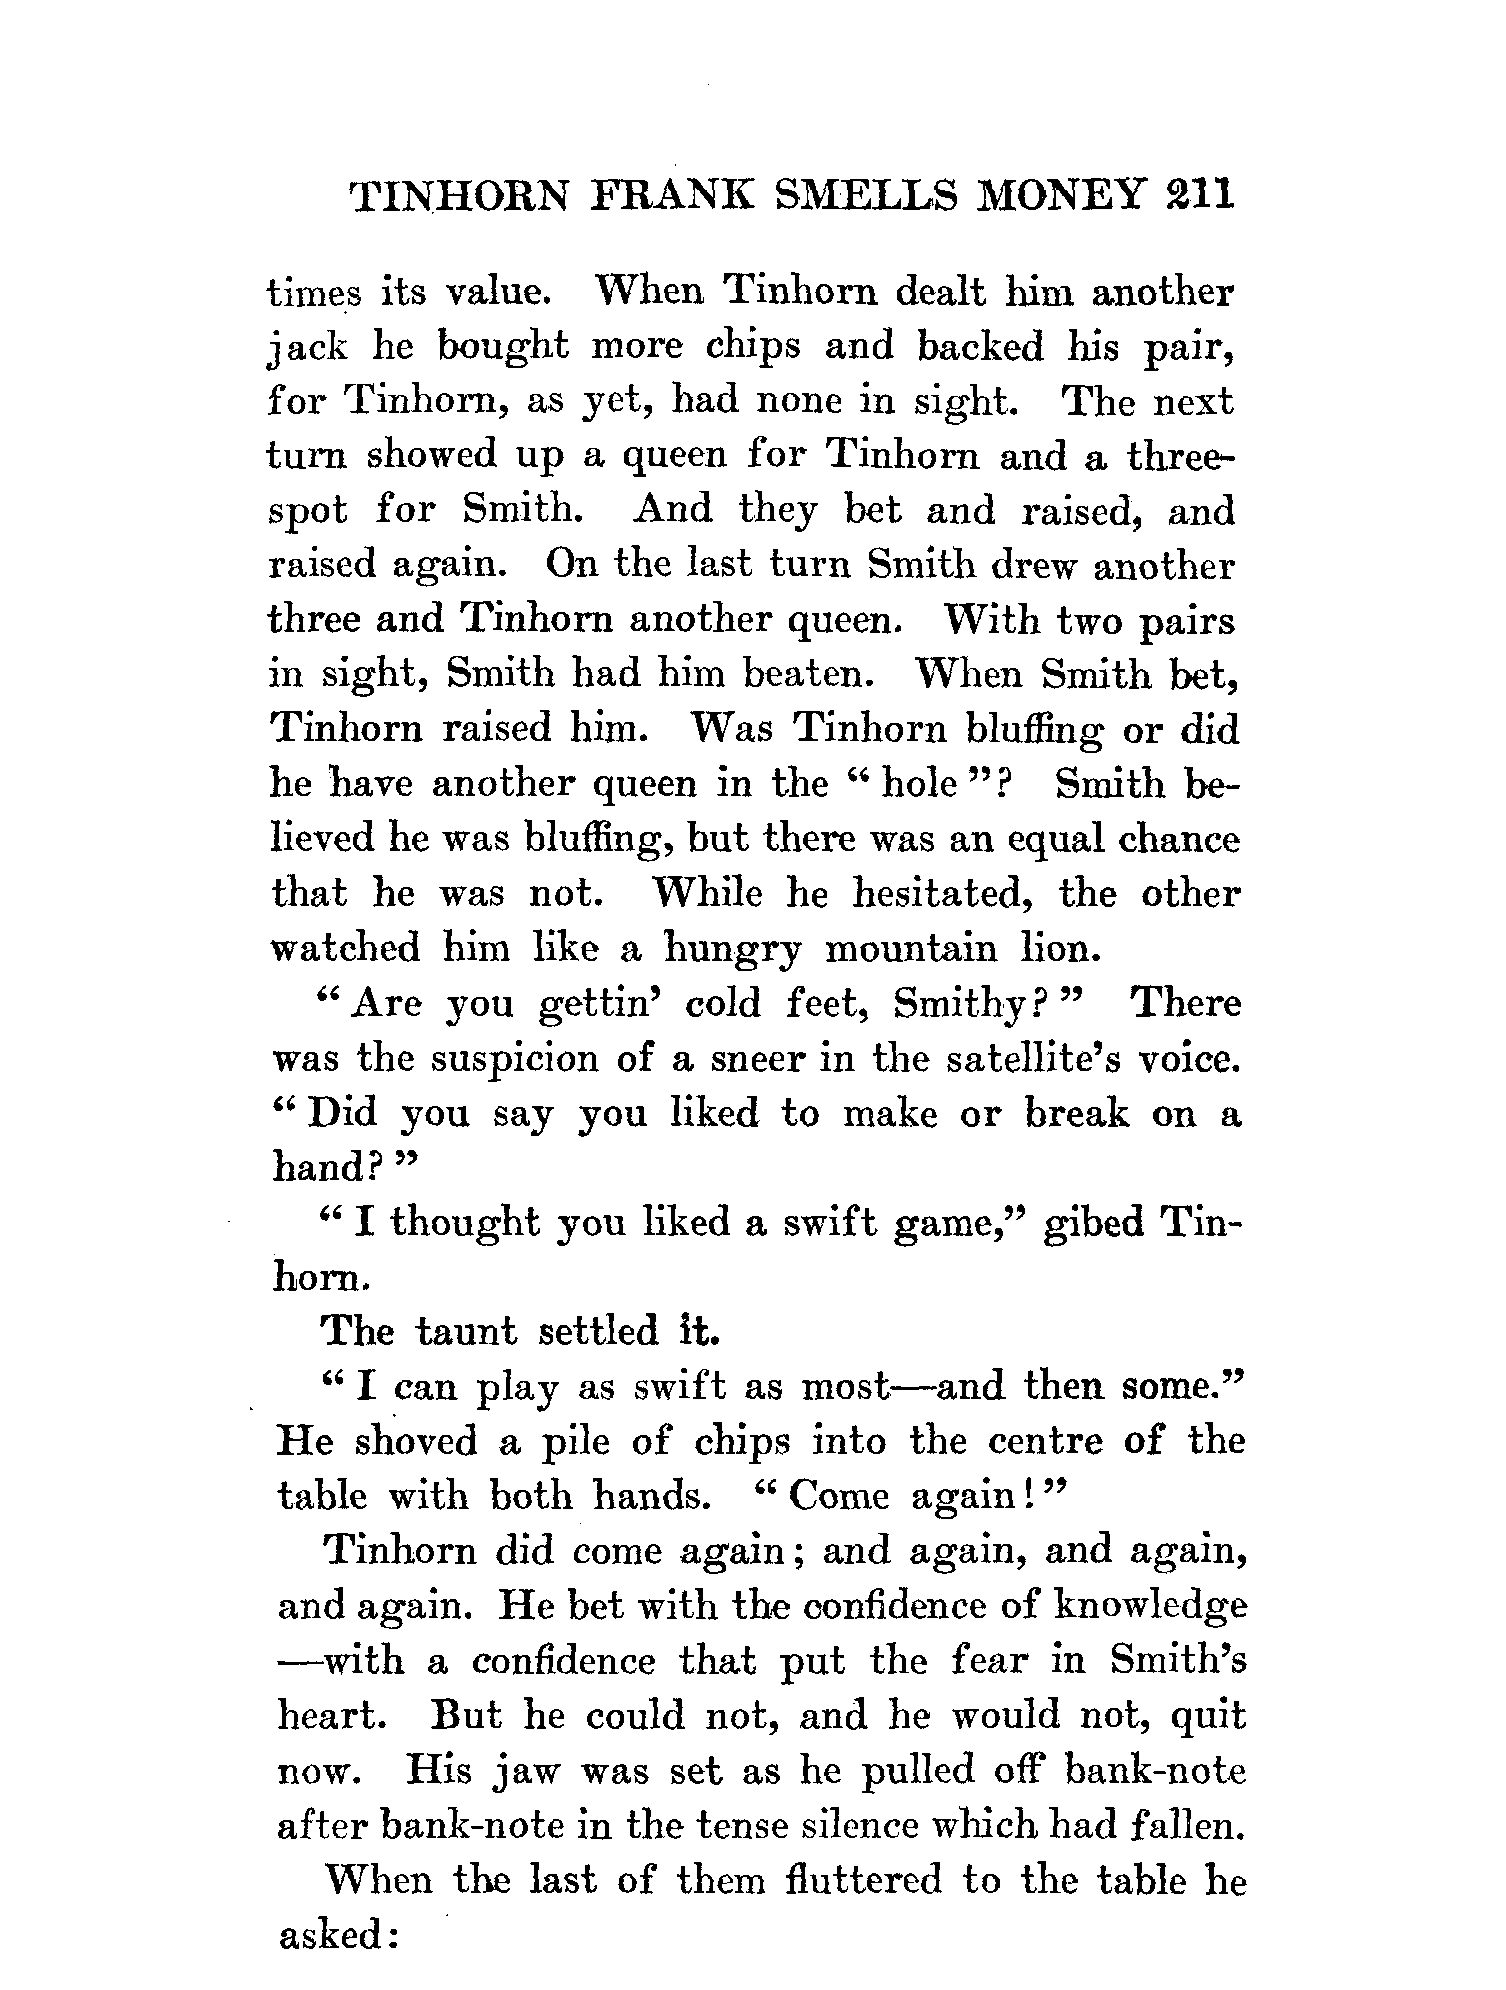 TINHORN FRANK SMELLS MONEY 211
times its value. When Tinhorn dealt him another
jack he bought more chips and backed his pair,
for Tinhorn, as yet, had none in sight. The next
turn showed up a queen for Tinhorn and a three-
spot for Smith. And they bet and raised, and
raised again. On the last turn Smith drew another
three and Tinhorn another queen. With two pairs
in sight, Smith had him beaten. When Smith bet,
Tinhorn raised him. Was Tinhorn bluffing or did
he have another queen in the “ hole ”? Smith be-
lieved he was bluffing, but there was an equal chance
that he was not. While he hesitated, the other
watched him like a hungry mountain lion.
“ Are you gettin’ cold feet, Smithy? ” There
was the suspicion of a sneer in the satellite’s voice.
“ Did you say you liked to make or break on a
hand? ”
“ I thought you liked a swift game,” gibed Tin-
horn.
The taunt settled it.
“ I can play as swift as most—and then some.”
He shoved a pile of chips into the centre of the
table with both hands. “ Come again! ”
Tinhorn did come again; and again, and again,
and again. He bet with the confidence of knowledge
—with a confidence that put the fear in Smith’s
heart. But he could not, and he would not, quit
now. His jaw was set as he pulled off bank-note
after bank-note in the tense silence which had fallen.
When the last of them fluttered to the table he
asked: